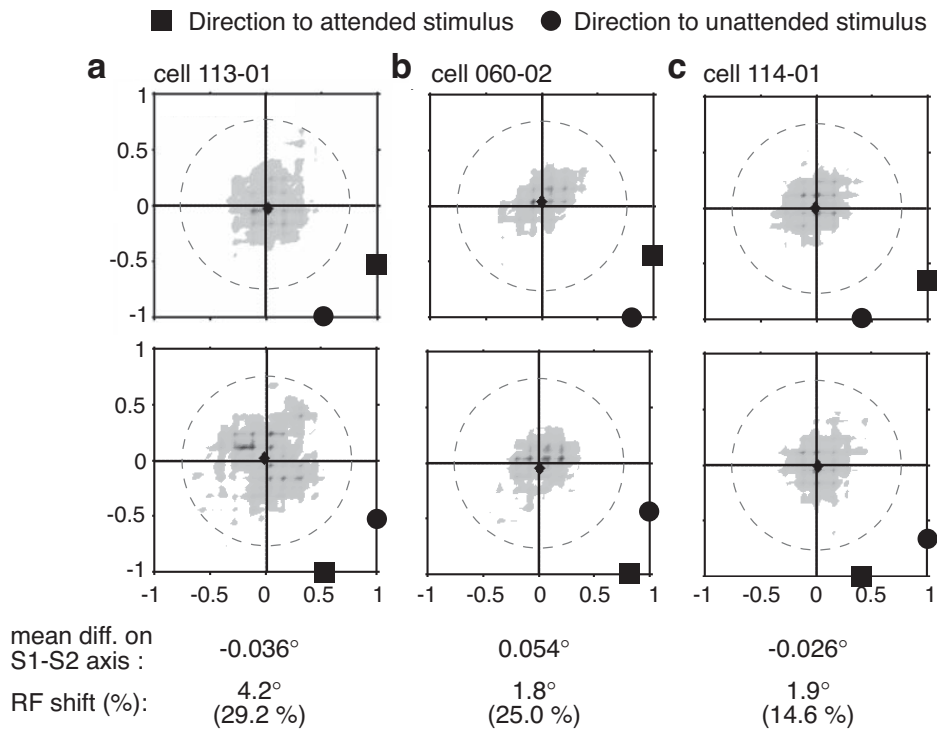 Direction to attended stimulus Direction to unattended stimulus
a b c
cell 113-01 cell 060-02 cell 114-01
1
0.5
0
-0.5
-1
1
0.5
0
-0.5
-1
-1 -0.5 0 0.5 1 -1 -0.5 0 0.5 1 -1 -0.5 0 0.5 1
mean diff. on
S1-S2 axis : -0.036° 0.054° -0.026°
RF shift (%): 4.2° 1.8° 1.9°
(29.2 %) (25.0 %) (14.6 %)